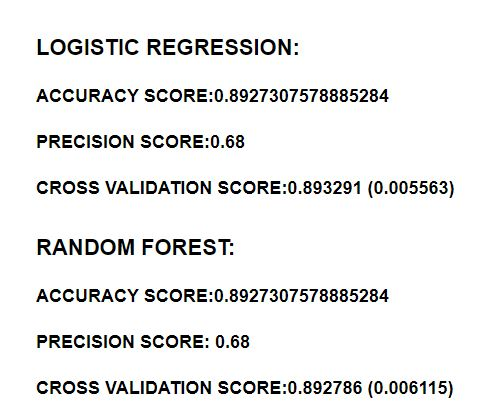 LOGISTIC REGRESSION:
ACCURACY SCORE:0.8927307578885284
PRECISION SCORE:0.68
CROSS VALIDATION SCORE:0.893291 (0.005563)
RANDOM FOREST:
ACCURACY SCORE:0.8927307578885284
PRECISION SCORE: 0.68
CROSS VALIDATION SCORE:0.892786 (0.006115)